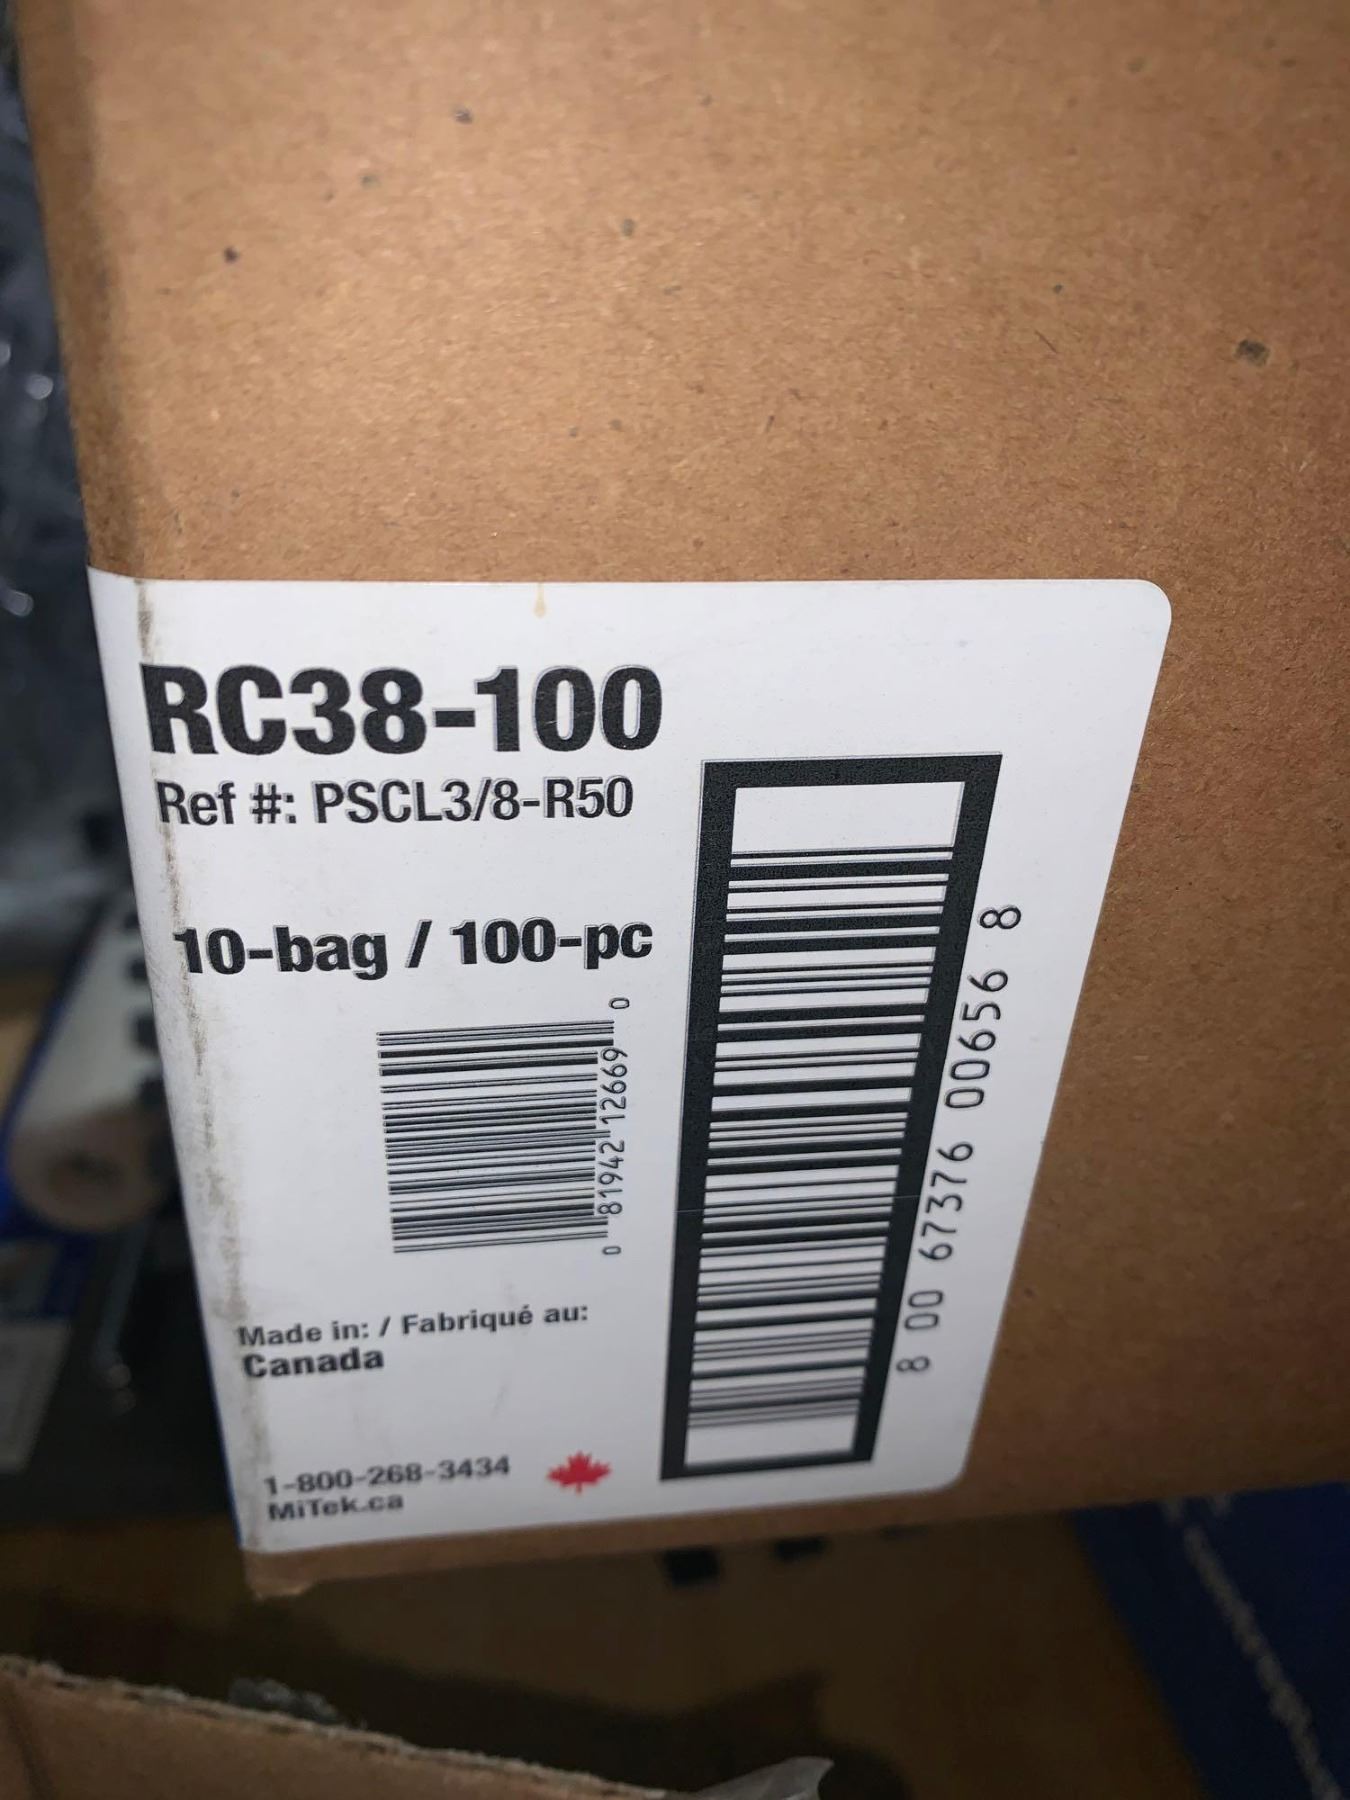 RC38-100
Ref #: PSCL3/8-R50
10-bag / 100-pc
0 81942 12669 0
8 00 67376 00656 8
Made in: / Fabriqué au:
Canada
1-800-268-3434
MiTek.ca